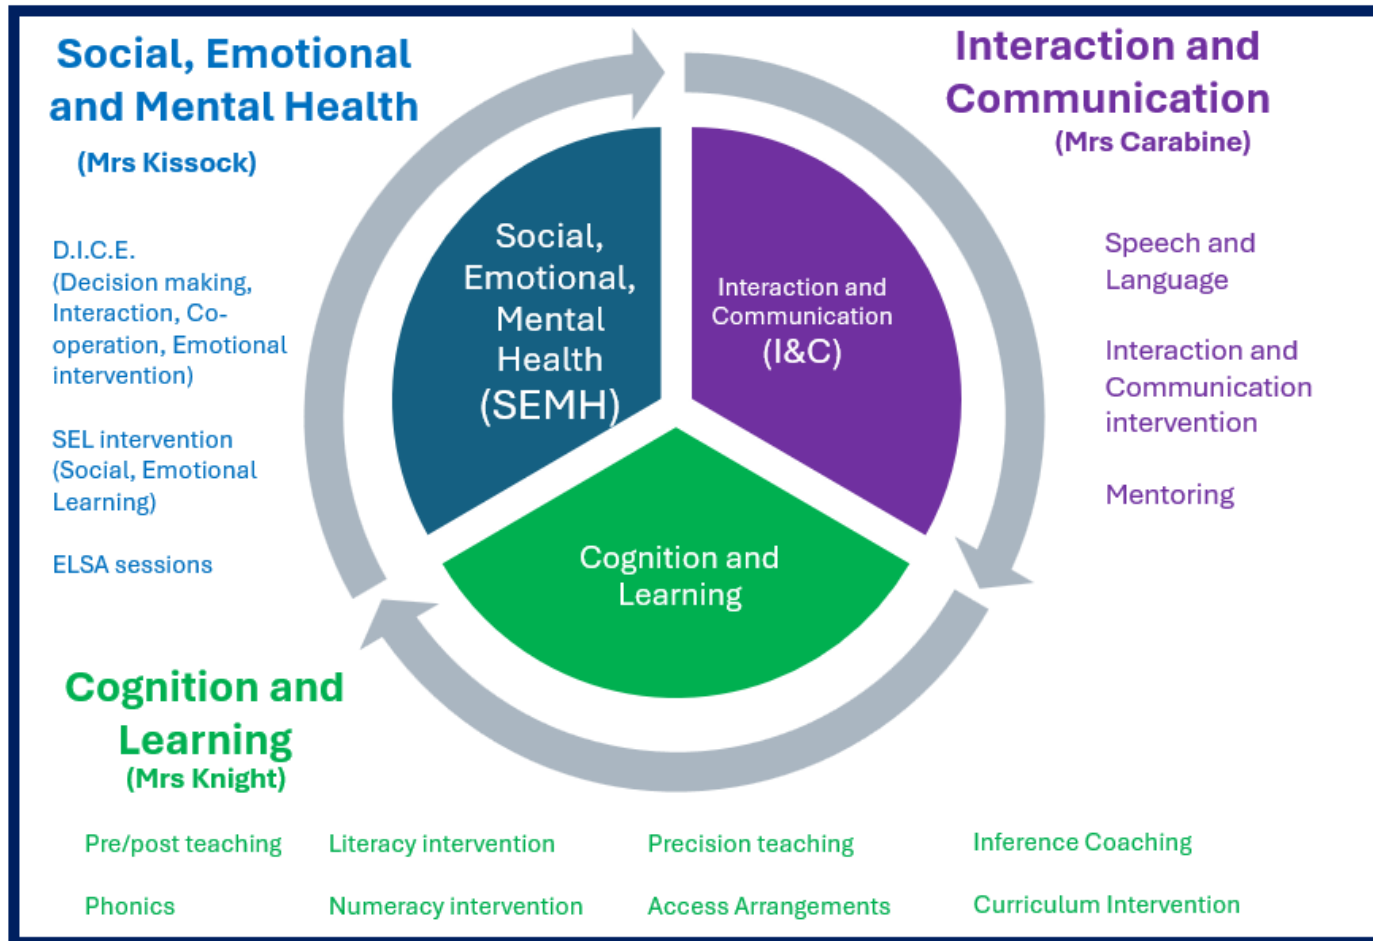 Social, Emotional
and Mental Health
(Mrs Kissock)
D.I.C.E.
(Decision making,
Interaction, Co-
operation, Emotional
intervention)
SEL intervention
(Social, Emotional
Learning)
ELSA sessions
Social,
Emotional,
Mental
Health
(SEMH)
Interaction and
Communication
(I&C)
Interaction and
Communication
(Mrs Carabine)
Speech and
Language
Interaction and
Communication
intervention
Mentoring
Cognition and
Learning
Cognition and
Learning
(Mrs Knight)
Pre/post teaching
Literacy intervention
Precision teaching
Inference Coaching
Phonics
Numeracy intervention
Access Arrangements
Curriculum Intervention